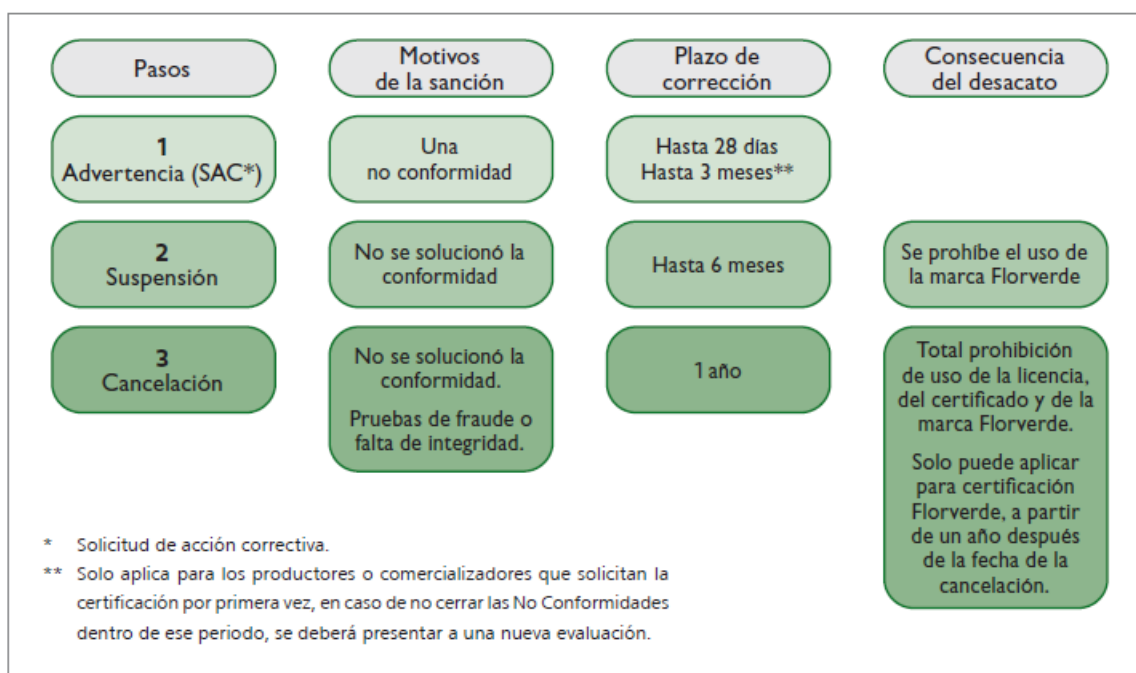 Pasos
Motivos
de la sanción
Plazo de
corrección
Consecuencia
del desacato
1
Advertencia (SAC*)
Una
no conformidad
Hasta 28 días
Hasta 3 meses**
2
Suspensión
No se solucionó la
conformidad
Hasta 6 meses
Se prohíbe el uso de
la marca Florverde
3
Cancelación
No se solucionó la
conformidad.
Pruebas de fraude o
falta de integridad.
1 año
Total prohibición
de uso de la licencia,
del certificado y de la
marca Florverde.
Solo puede aplicar
para certificación
Florverde, a partir
de un año después
de la fecha de la
cancelación.
* Solicitud de acción correctiva.
** Solo aplica para los productores o comercializadores que solicitan la
certificación por primera vez, en caso de no cerrar las No Conformidades
dentro de ese periodo, se deberá presentar a una nueva evaluación.